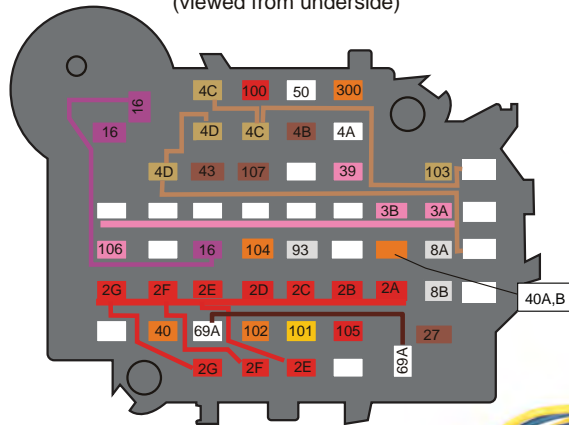 (viewed from underside)
4C 100 50 300
16
16 4D 4C 4B 4A
4D 43 107 39 103
3B 3A
106 16 104 93 8A
2G 2F 2E 2D 2C 2B 2A 8B
40A,B
40 69A 102 101 105 27
2G 2F 2E 69A